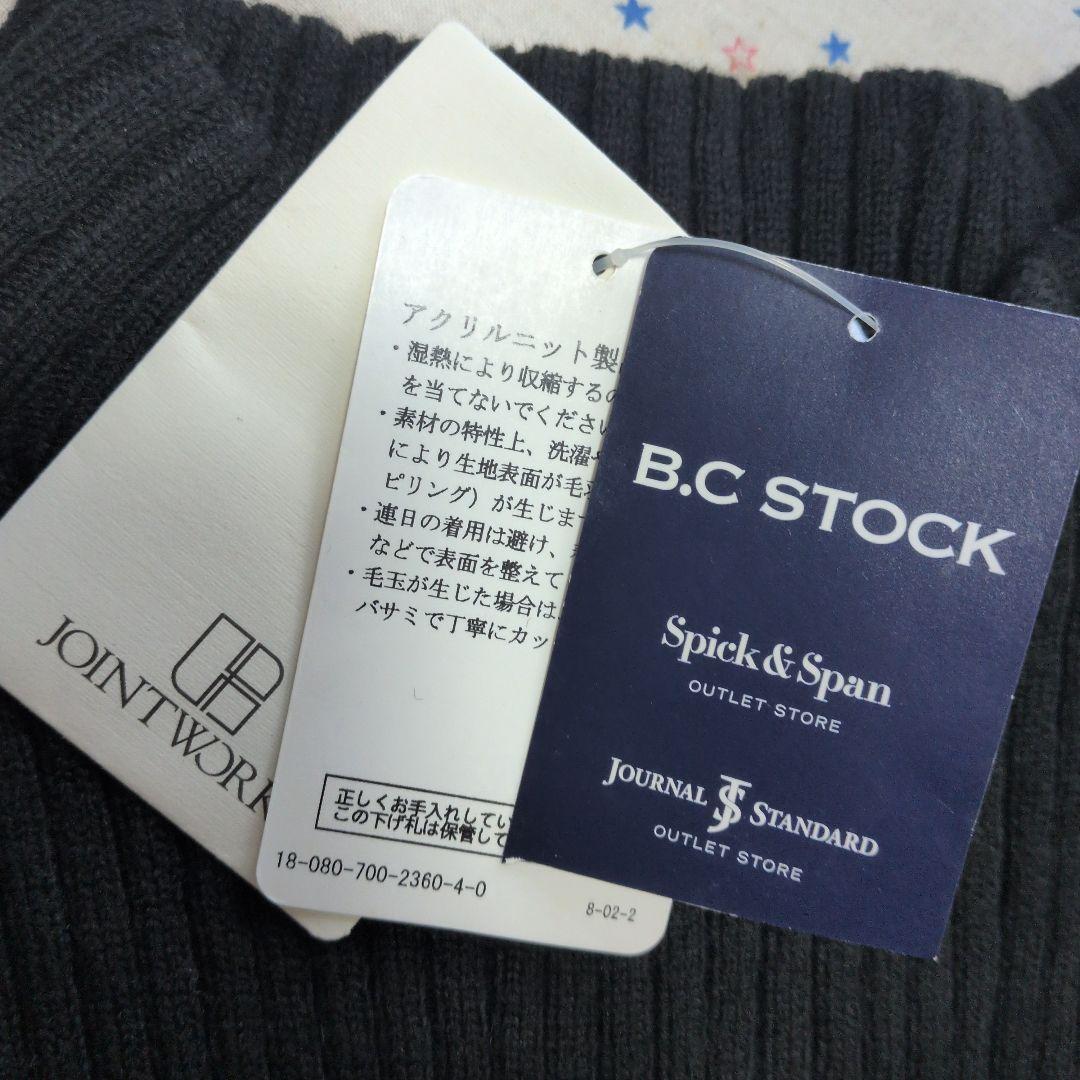 JOINTWORK
アクリルニット製
・湿熱により収縮するの
を当てないでください
・素材の特性上、洗濯や
により生地表面が毛羽
ピリング）が生じます
・連日の着用は避け、
などで表面を整えて
・毛玉が生じた場合は、
バサミで丁寧にカッ
正しくお手入れしてい
この下げ札は保管して
18-080-700-2360-4-0
8-02-2
B.C STOCK
Spick & Span
OUTLET STORE
JOURNAL JS STANDARD
OUTLET STORE